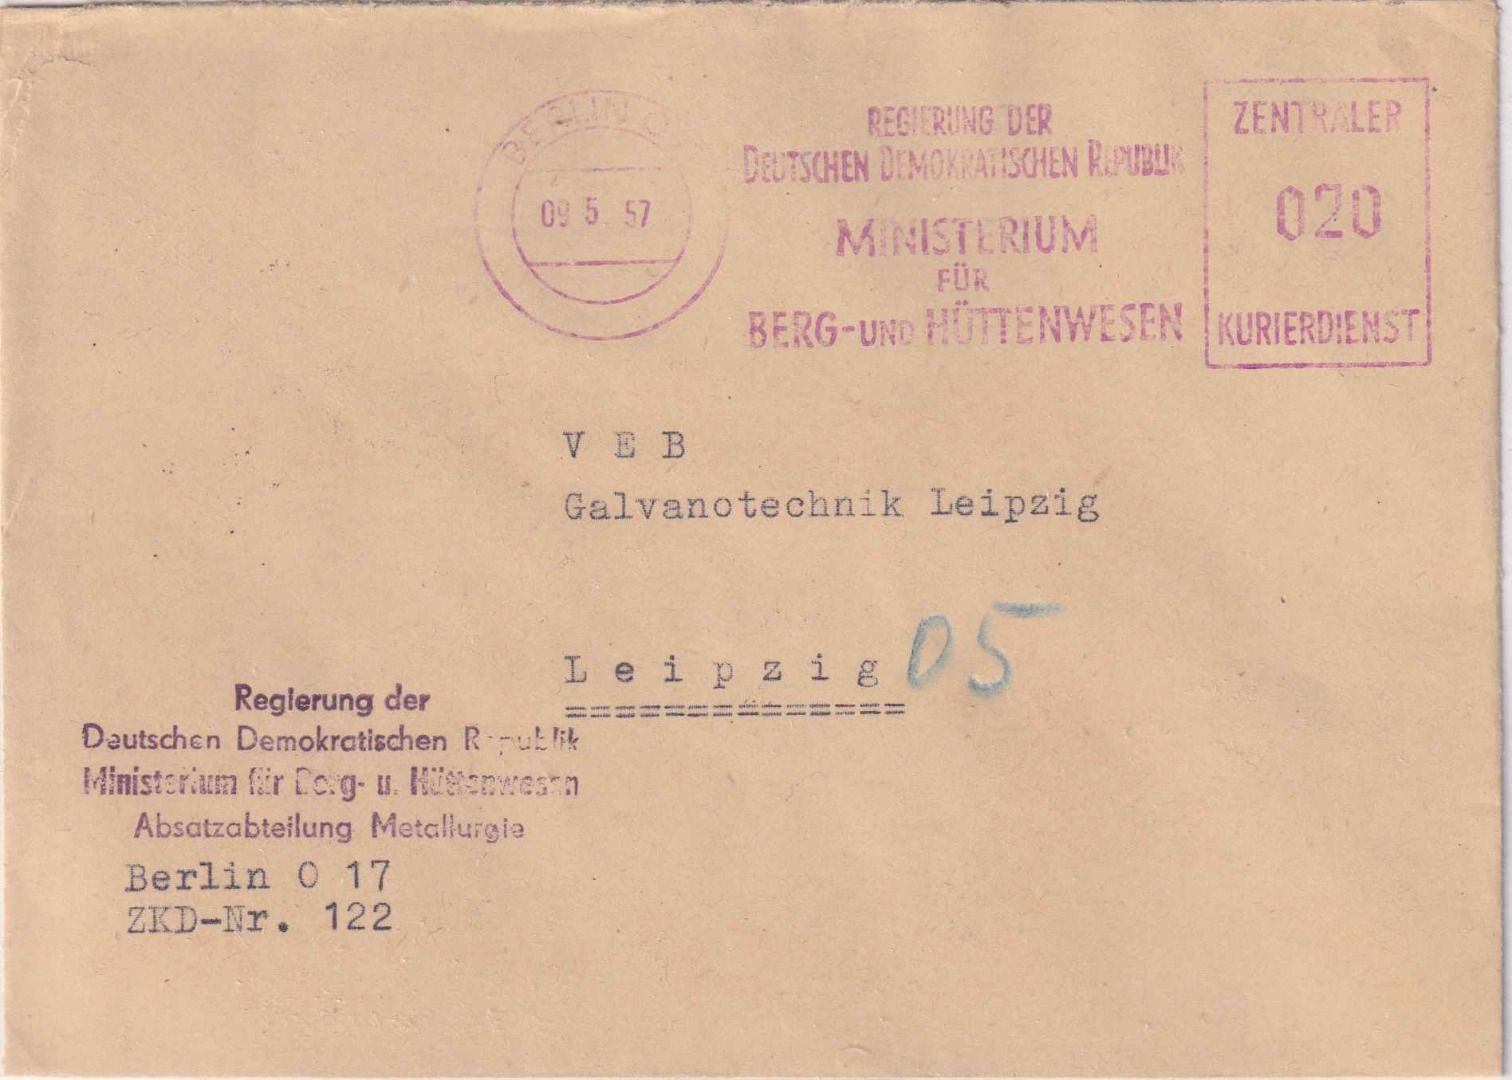 BERLIN O
09 5 57
REGIERUNG DER
DEUTSCHEN DEMOKRATISCHEN REPUBLIK
MINISTERIUM
FÜR
BERG- UND HÜTTENWESEN
ZENTRALER
020
KURIERDIENST
V E B
Galvanotechnik Leipzig
L e i p z i g 05
==============
Regierung der
Deutschen Demokratischen Republik
Ministerium für Berg- u. Hüttenwesen
Absatzabteilung Metallurgie
Berlin O 17
ZKD-Nr. 122